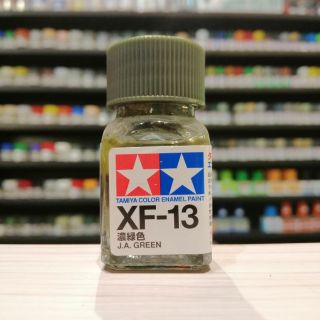 TAMIYA COLOR ENAMEL PAINT
XF-13
濃緑色
J.A. GREEN